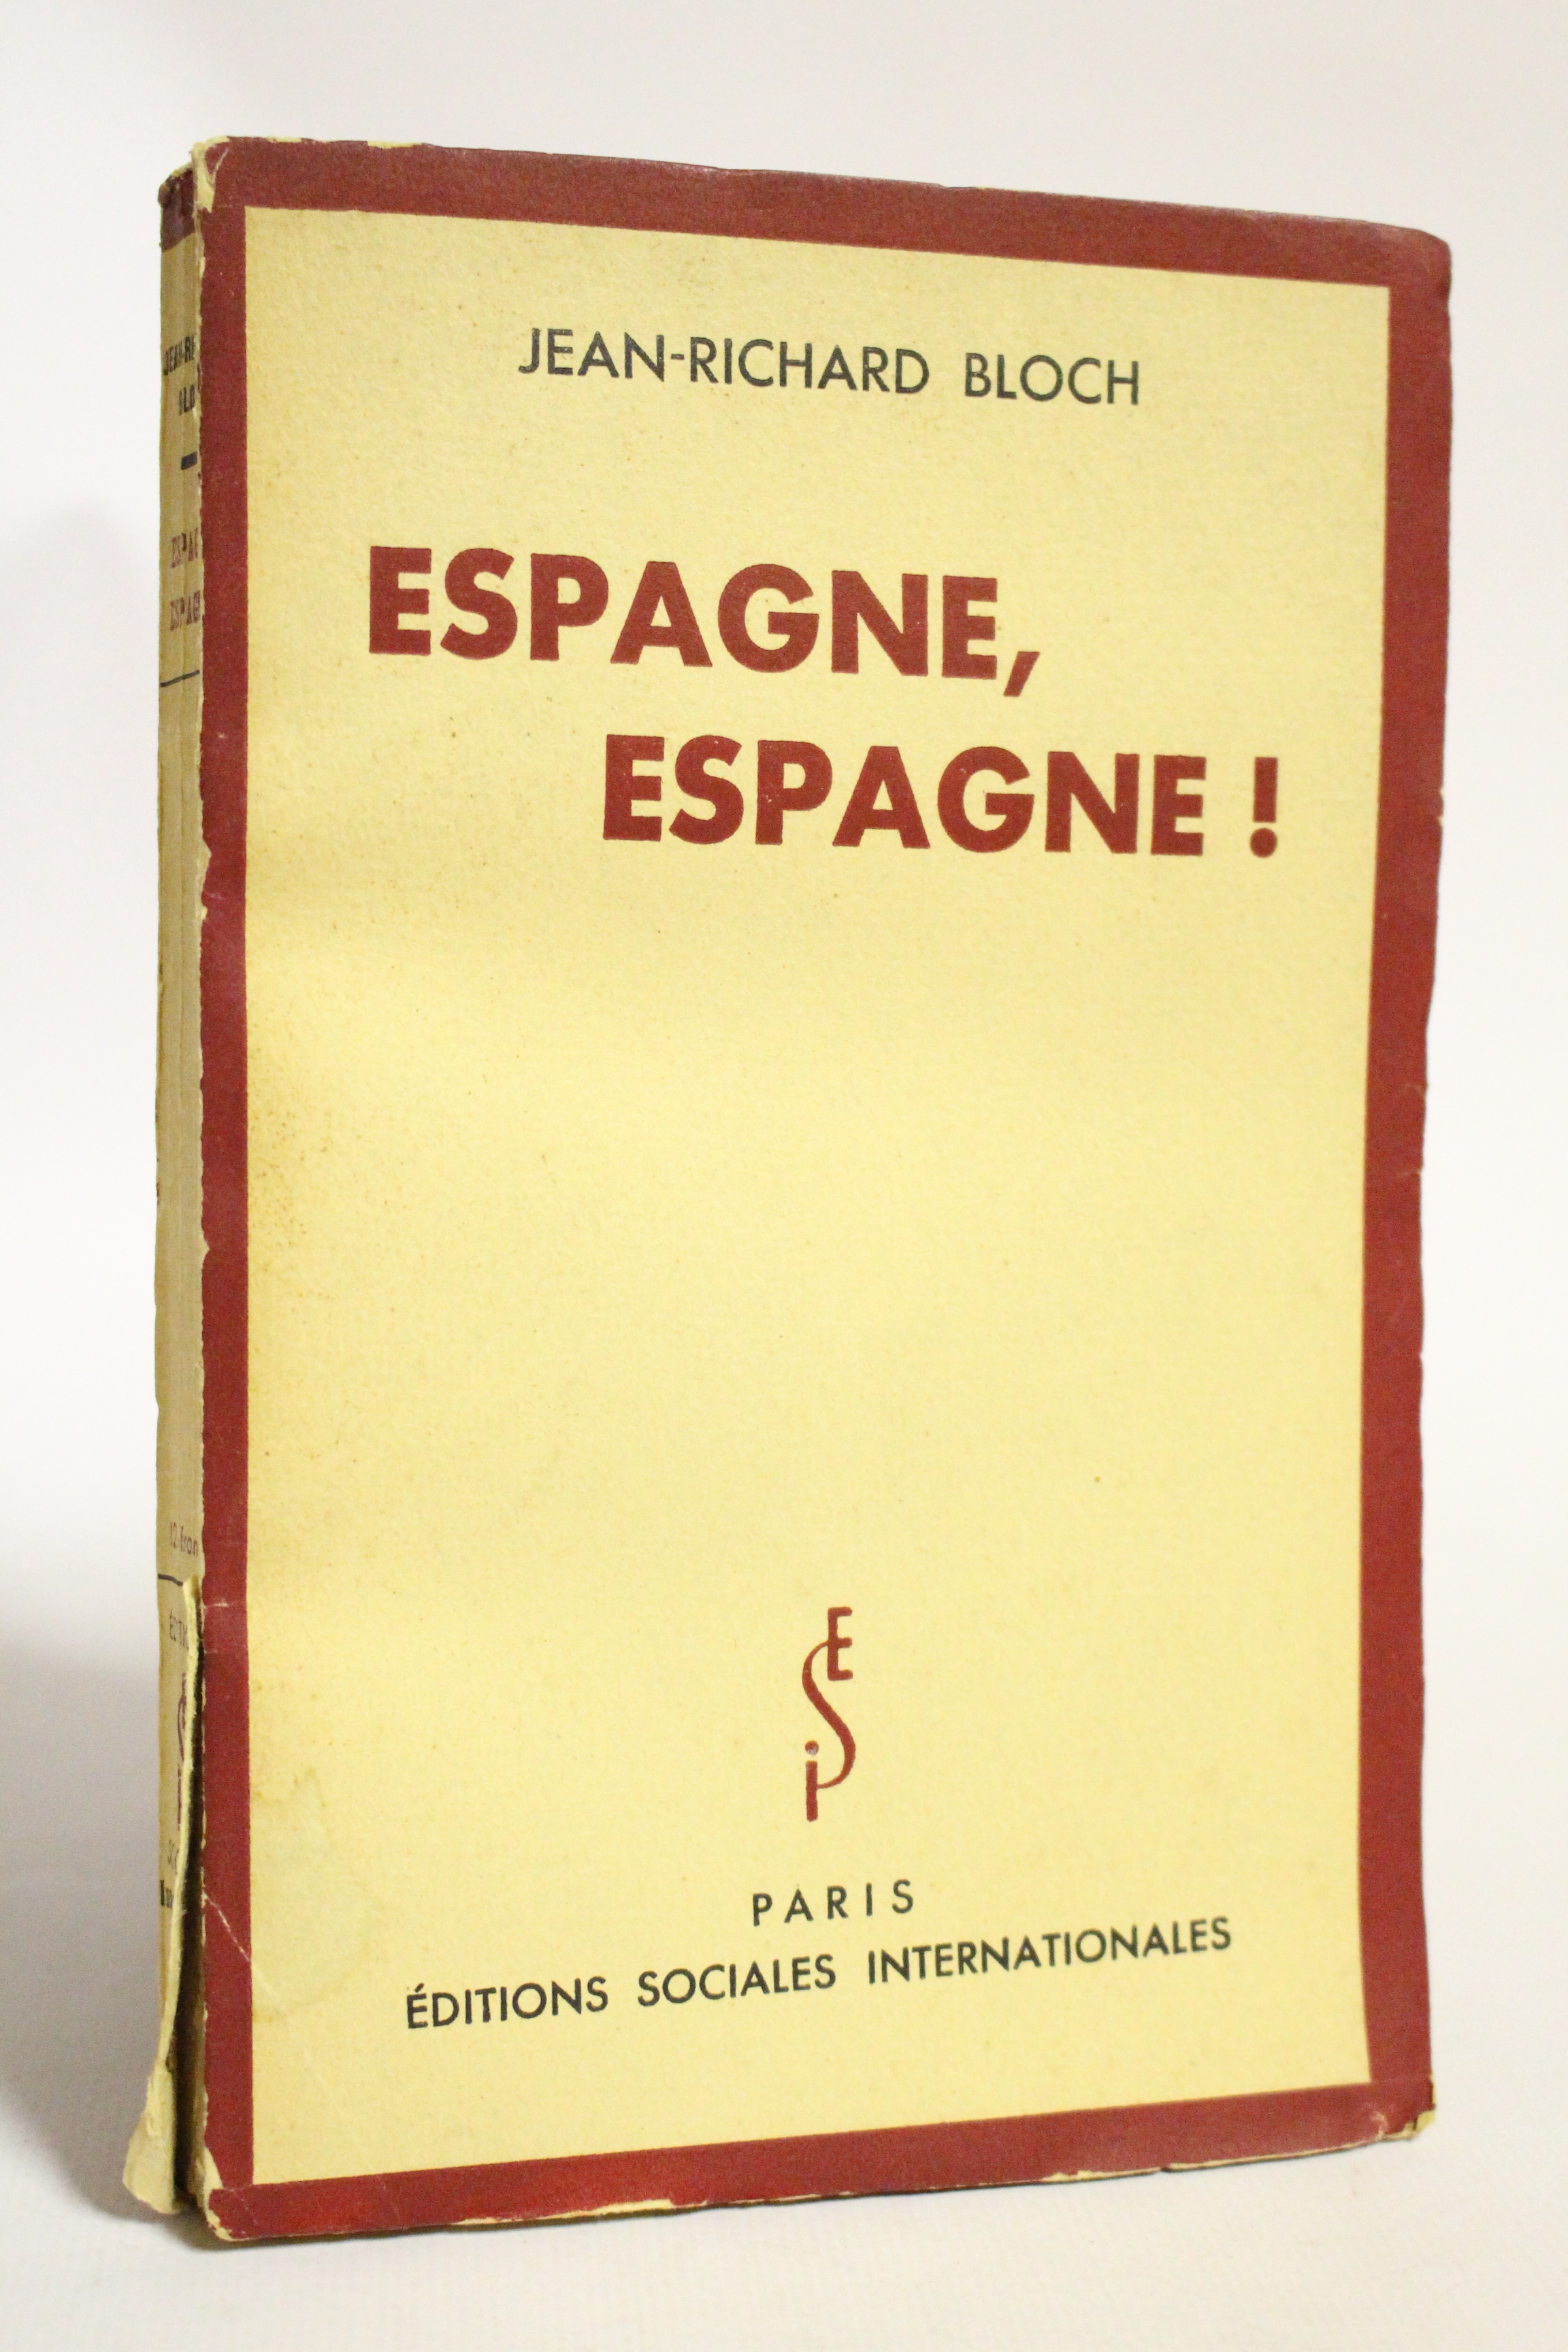 JEAN-RICHARD BLOCH
ESPAGNE,
ESPAGNE !
E
S
i
PARIS
ÉDITIONS SOCIALES INTERNATIONALES